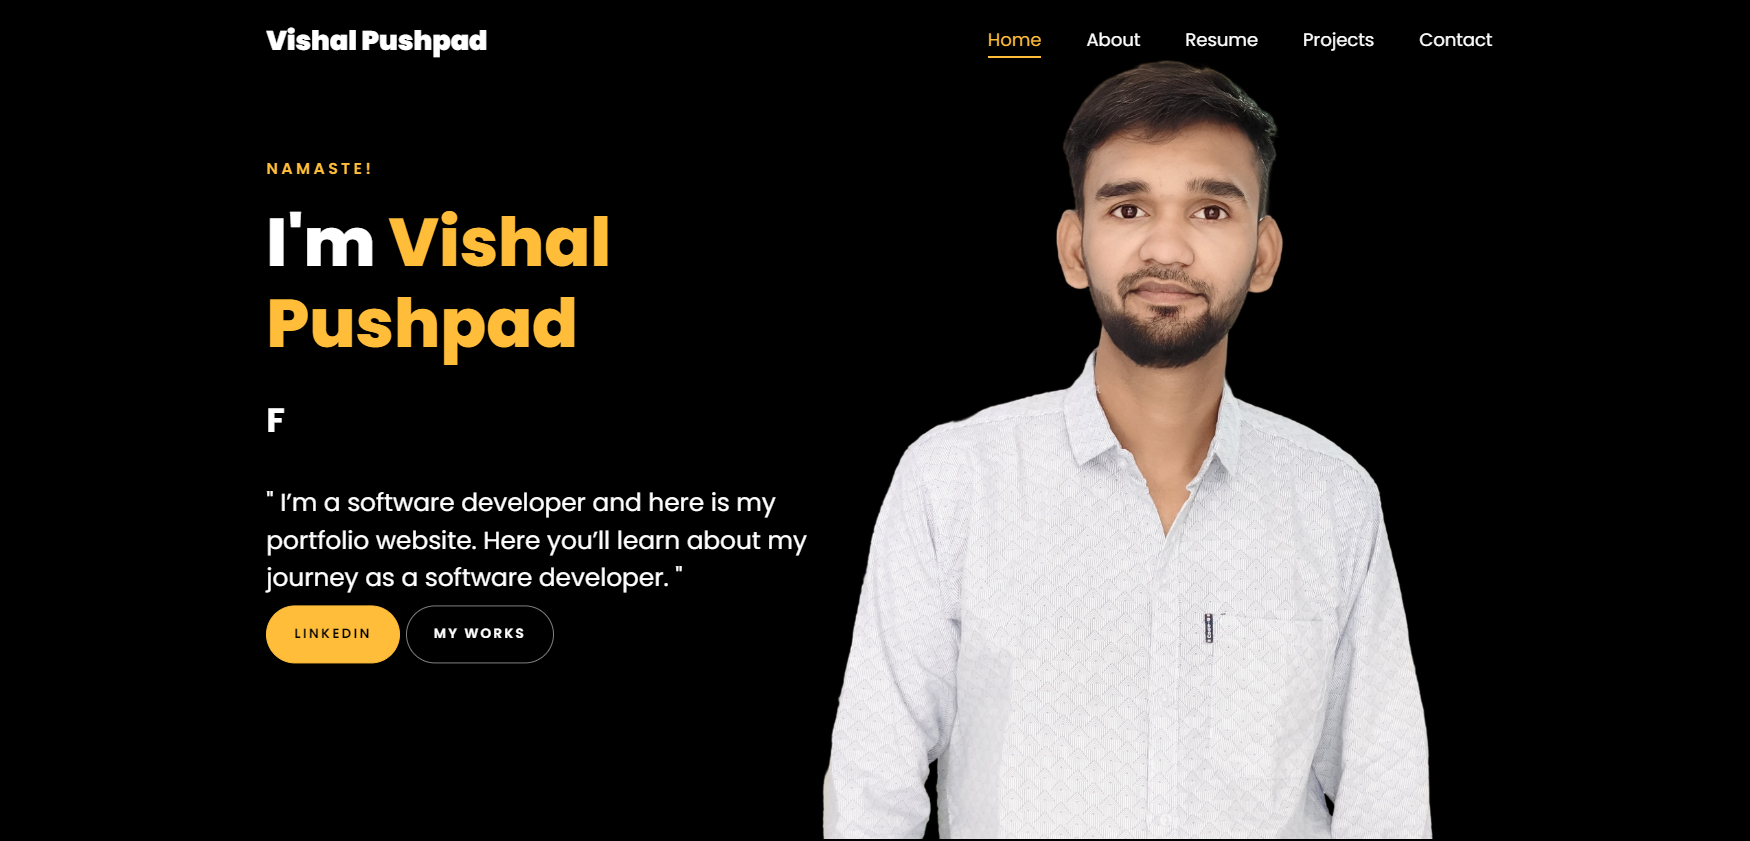 Vishal Pushpad
Home About Resume Projects Contact
NAMASTE!
I'm Vishal
Pushpad
F
" I’m a software developer and here is my
portfolio website. Here you’ll learn about my
journey as a software developer. "
LINKEDIN MY WORKS